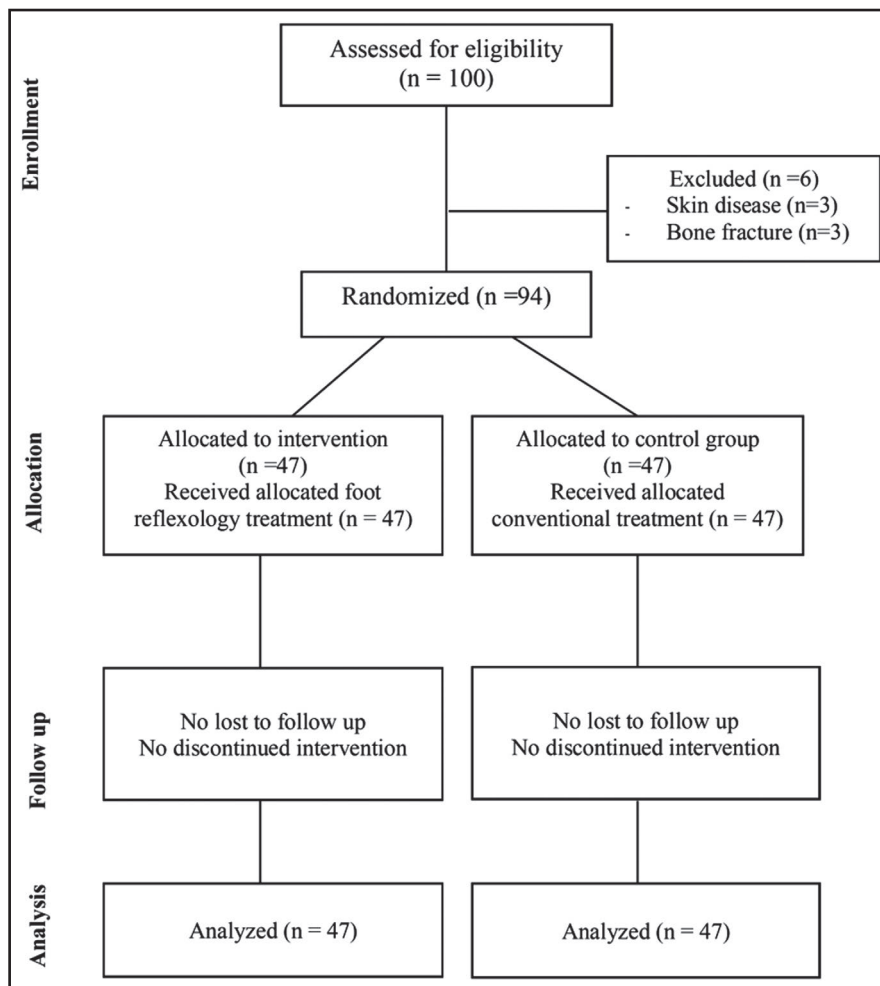 Enrollment
Assessed for eligibility
(n = 100)
Excluded (n =6)
- Skin disease (n=3)
- Bone fracture (n=3)
Randomized (n =94)
Allocation
Allocated to intervention
(n =47)
Received allocated foot
reflexology treatment (n = 47)
Allocated to control group
(n =47)
Received allocated
conventional treatment (n = 47)
Follow up
No lost to follow up
No discontinued intervention
No lost to follow up
No discontinued intervention
Analysis
Analyzed (n = 47)
Analyzed (n = 47)